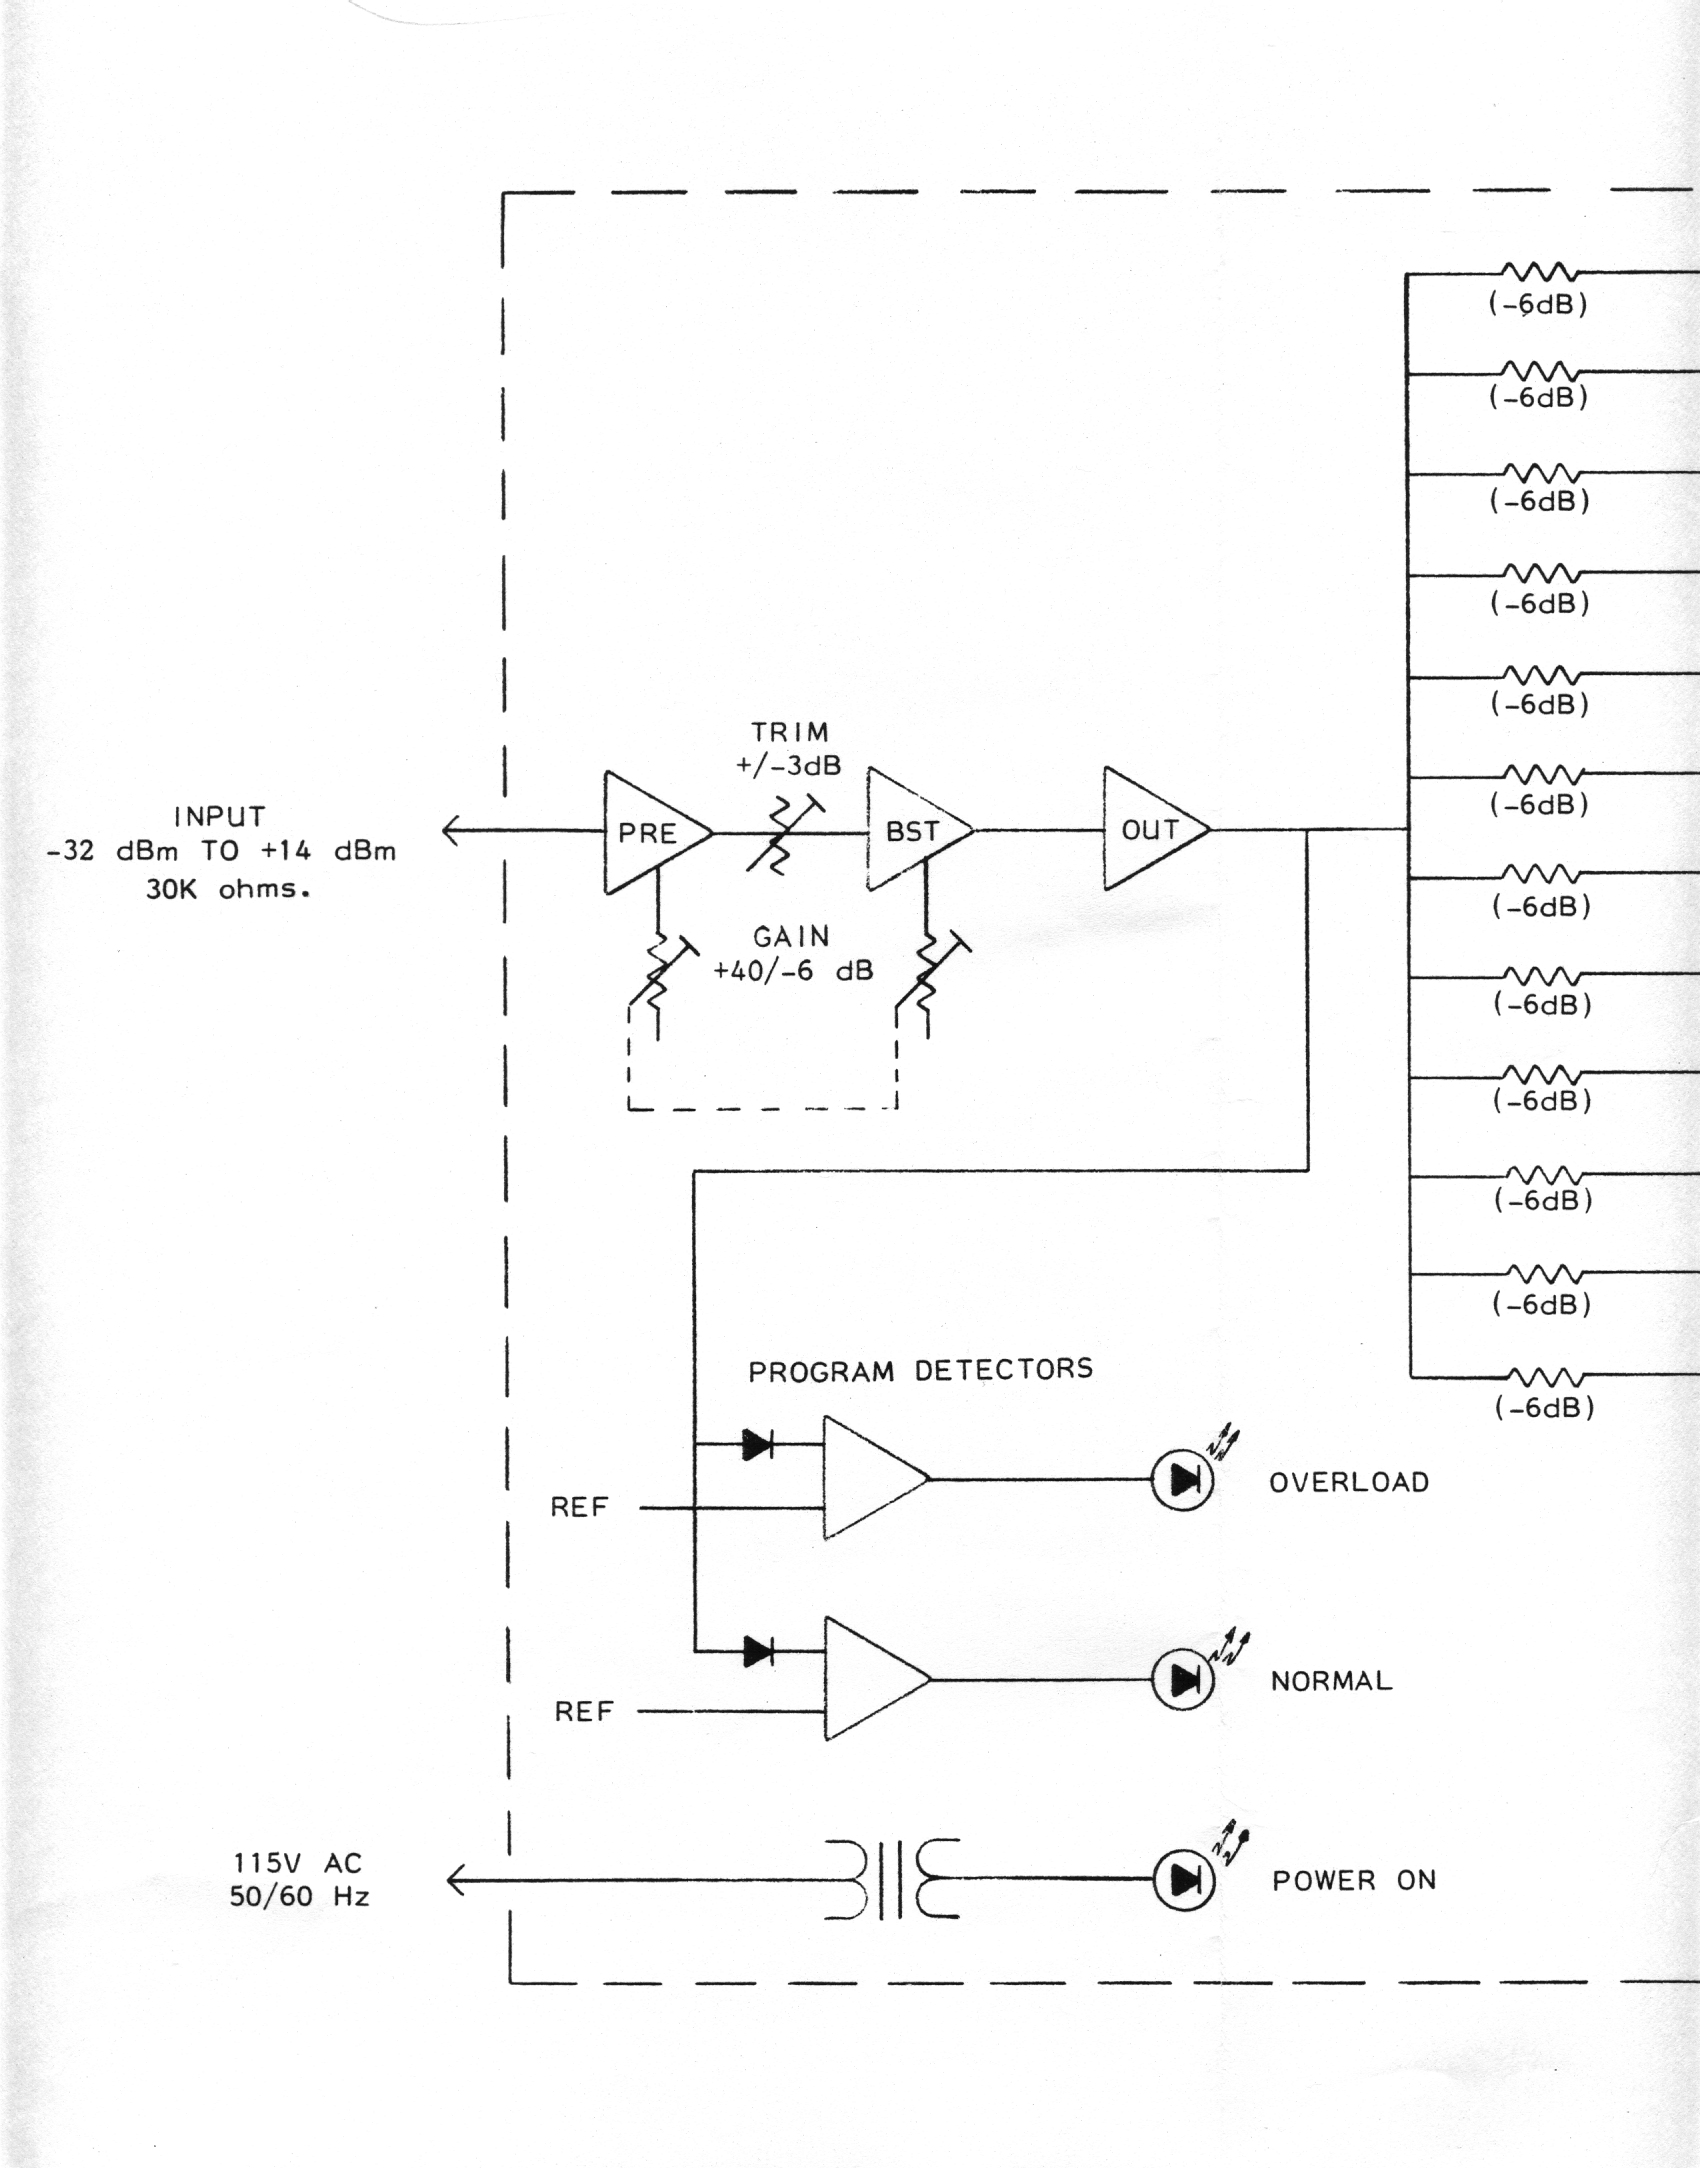 (-6dB)
(-6dB)
(-6dB)
(-6dB)
(-6dB)
TRIM
+/-3dB
(-6dB)
INPUT
-32 dBm TO +14 dBm
30K ohms.
PRE
BST
OUT
(-6dB)
GAIN
+40/-6 dB
(-6dB)
(-6dB)
(-6dB)
(-6dB)
PROGRAM DETECTORS
(-6dB)
OVERLOAD
REF
NORMAL
REF
115V AC
50/60 Hz
POWER ON